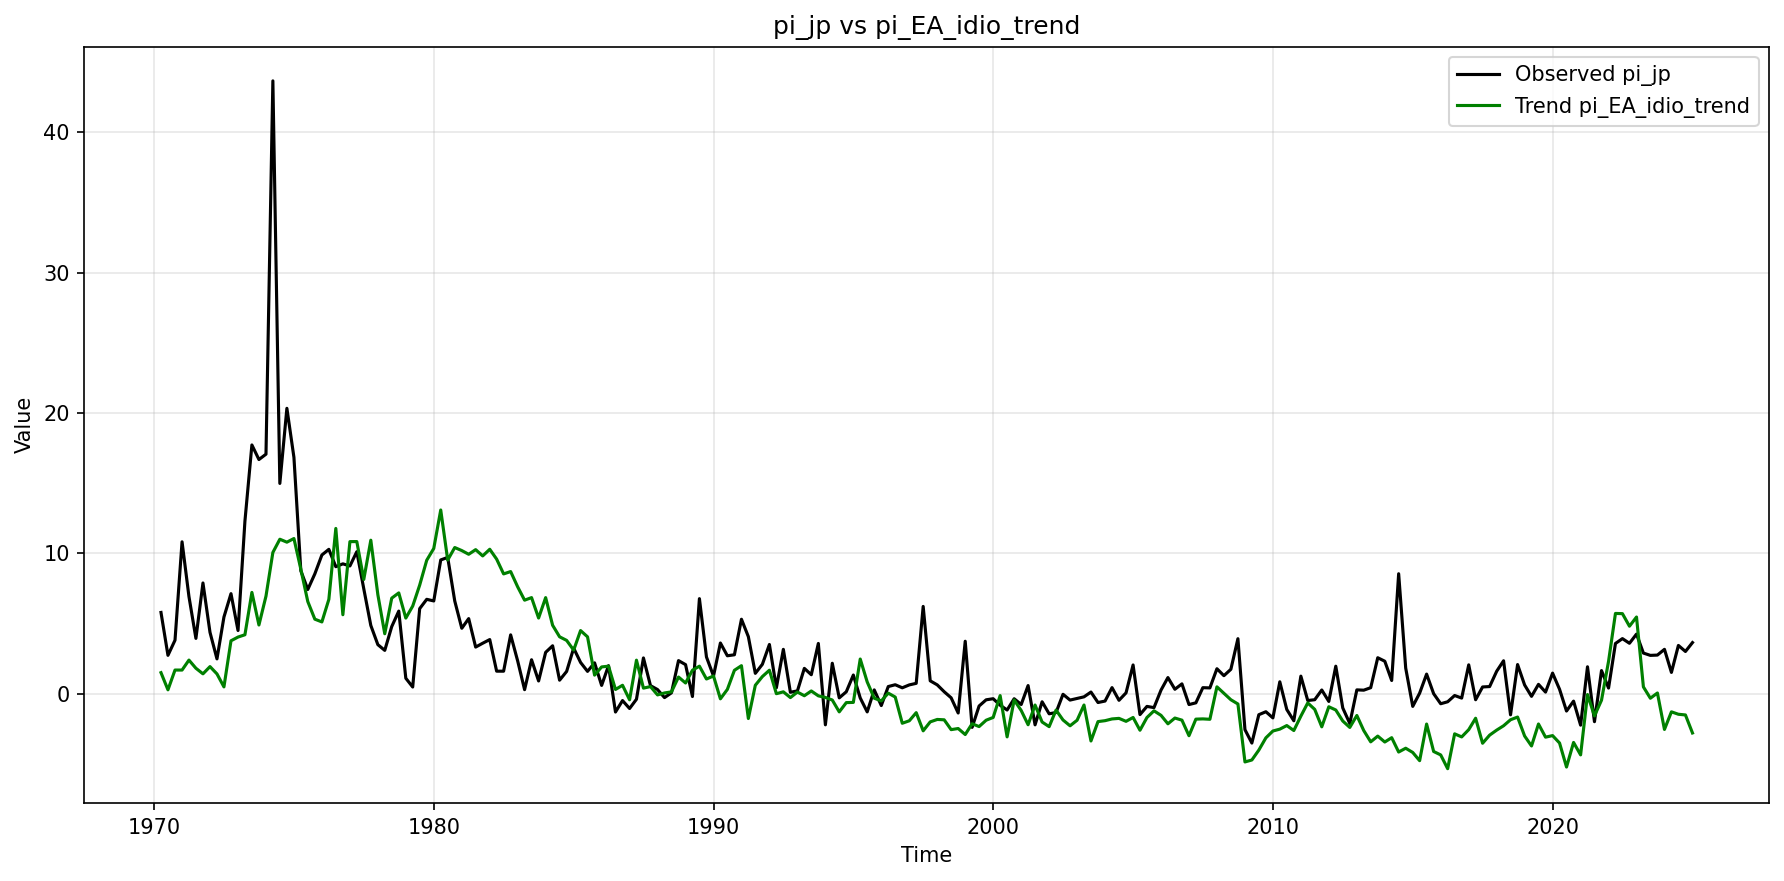 pi_jp vs pi_EA_idio_trend
Observed pi_jp
Trend pi_EA_idio_trend
Value
40
30
20
10
0
1970
1980
1990
2000
2010
2020
Time